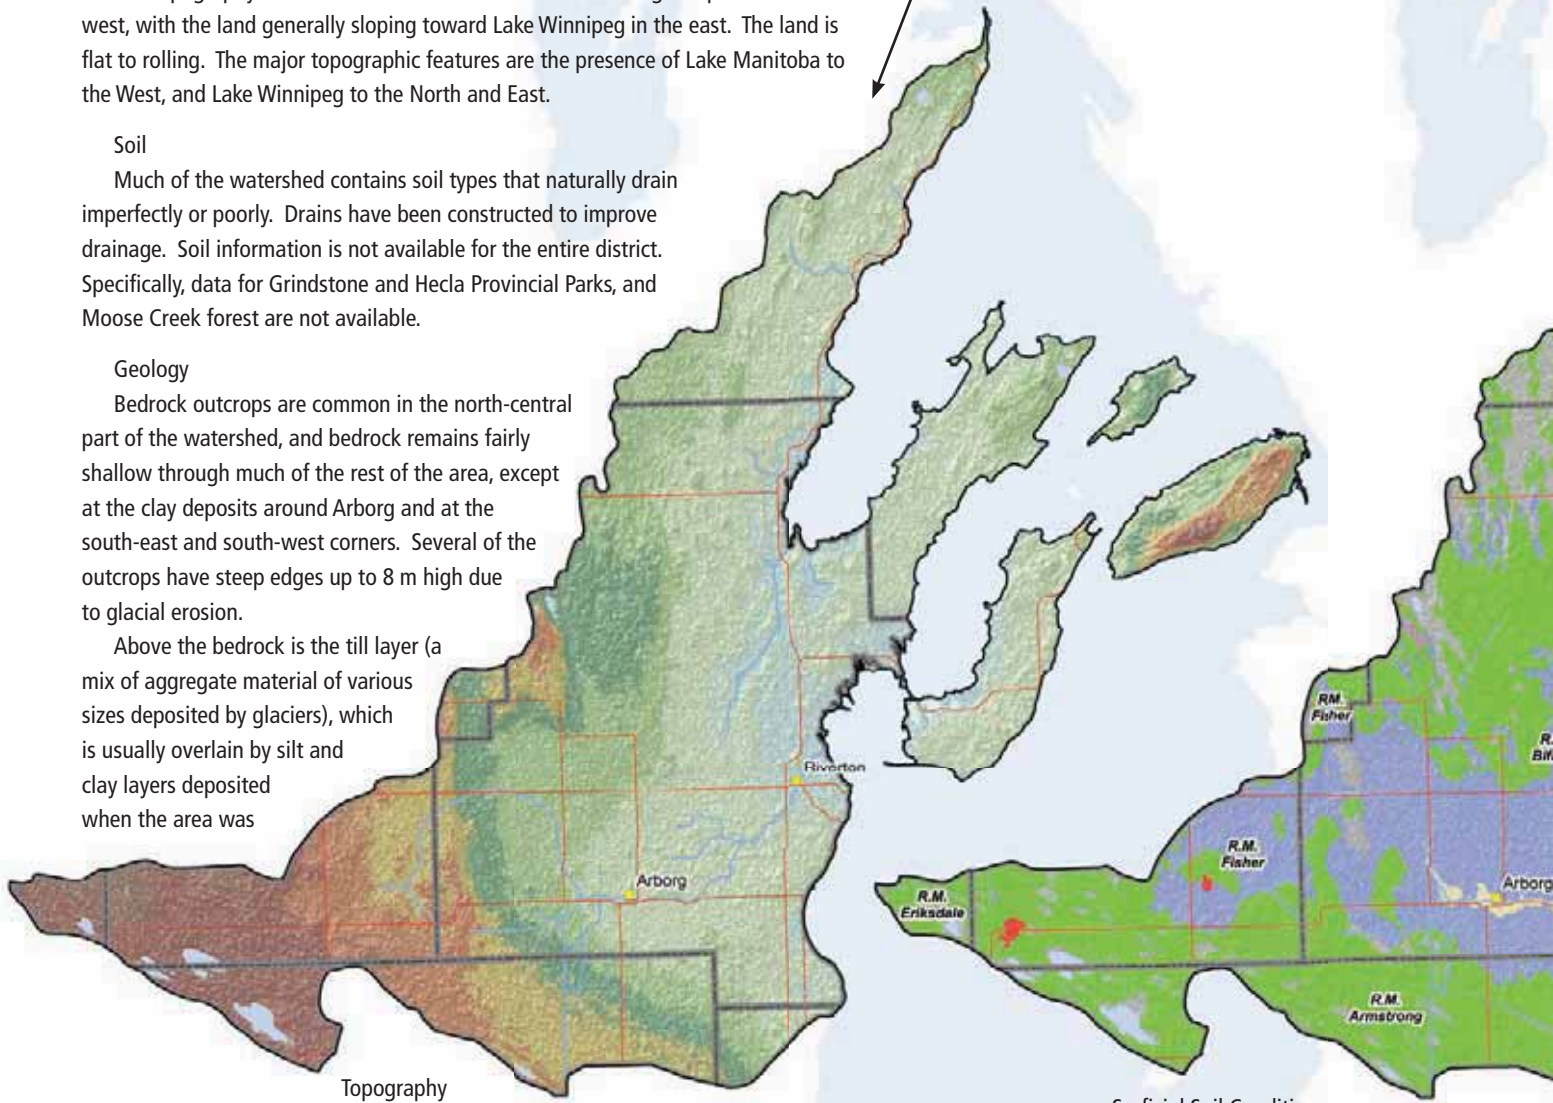 west, with the land generally sloping toward Lake Winnipeg in the east.  The land is
flat to rolling.  The major topographic features are the presence of Lake Manitoba to
the West, and Lake Winnipeg to the North and East.
Soil
Much of the watershed contains soil types that naturally drain
imperfectly or poorly.  Drains have been constructed to improve
drainage.  Soil information is not available for the entire district.
Specifically, data for Grindstone and Hecla Provincial Parks, and
Moose Creek forest are not available.
Geology
Bedrock outcrops are common in the north-central
part of the watershed, and bedrock remains fairly
shallow through much of the rest of the area, except
at the clay deposits around Arborg and at the
south-east and south-west corners.  Several of the
outcrops have steep edges up to 8 m high due
to glacial erosion.
Above the bedrock is the till layer (a
mix of aggregate material of various
sizes deposited by glaciers), which
is usually overlain by silt and
clay layers deposited
when the area was
Riverton
Arborg
Topography
RM.
Fisher
R.
Bif
R.M.
Fisher
R.M.
Eriksdale
Arborg
R.M.
Armstrong